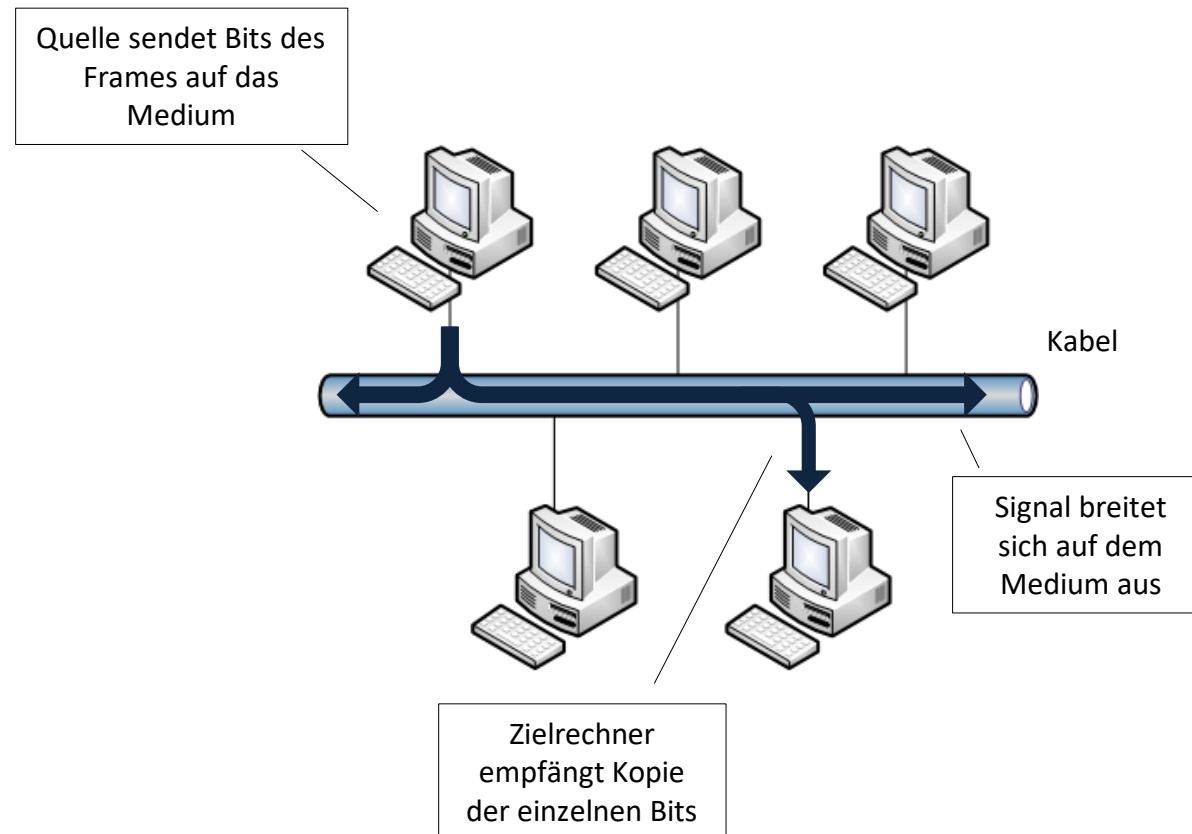 Quelle sendet Bits des
Frames auf das
Medium
Kabel
Signal breitet
sich auf dem
Medium aus
Zielrechner
empfängt Kopie
der einzelnen Bits